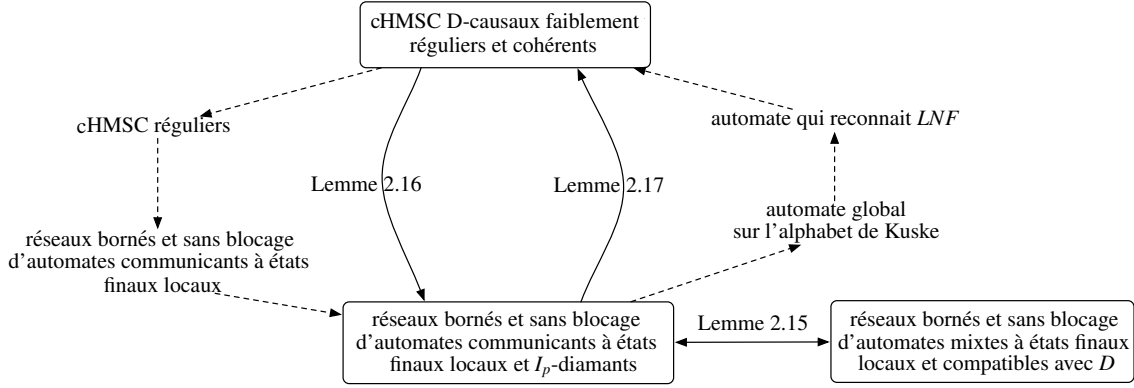 cHMSC D-causaux faiblement
réguliers et cohérents
cHMSC réguliers
automate qui reconnait LNF
Lemme 2.16
Lemme 2.17
automate global
sur l'alphabet de Kuske
réseaux bornés et sans blocage
d'automates communicants à états
finaux locaux
réseaux bornés et sans blocage
d'automates communicants à états
finaux locaux et Iₚ-diamants
Lemme 2.15
réseaux bornés et sans blocage
d'automates mixtes à états finaux
locaux et compatibles avec D